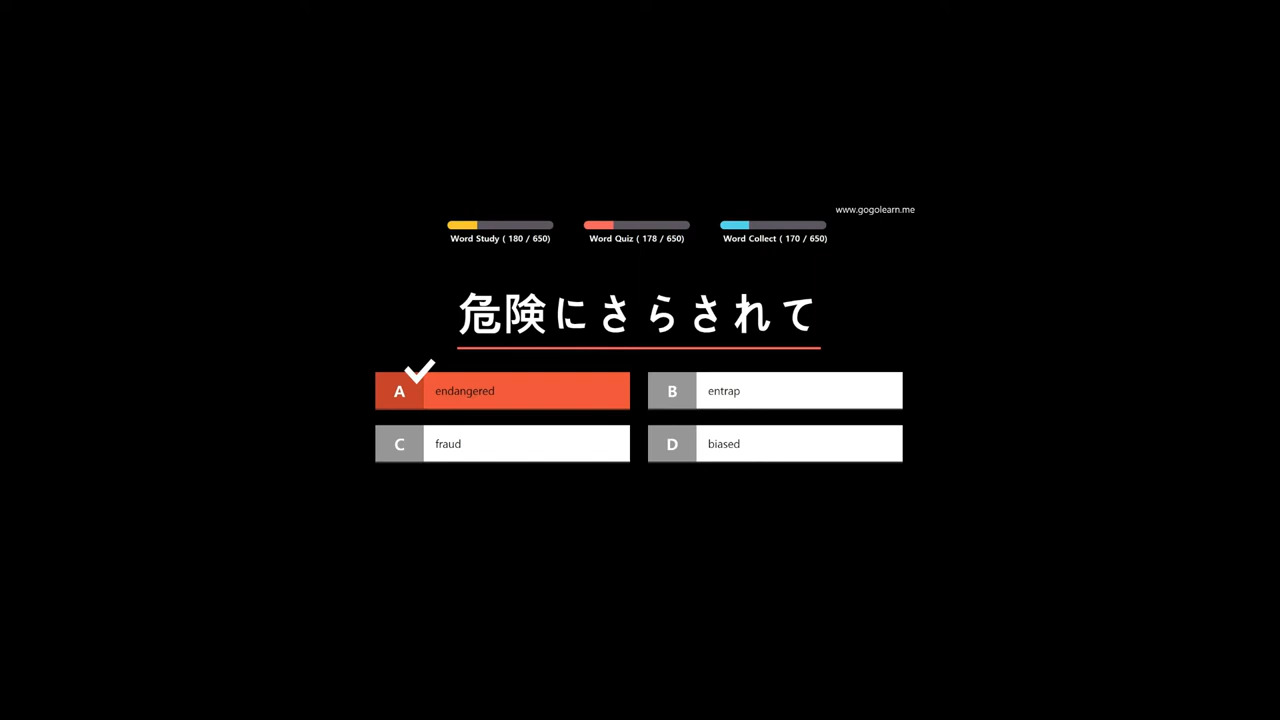 www.gogolearn.me
Word Study ( 180 / 650)
Word Quiz ( 178 / 650)
Word Collect ( 170 / 650)
危険にさらされて
A endangered
B entrap
C fraud
D biased